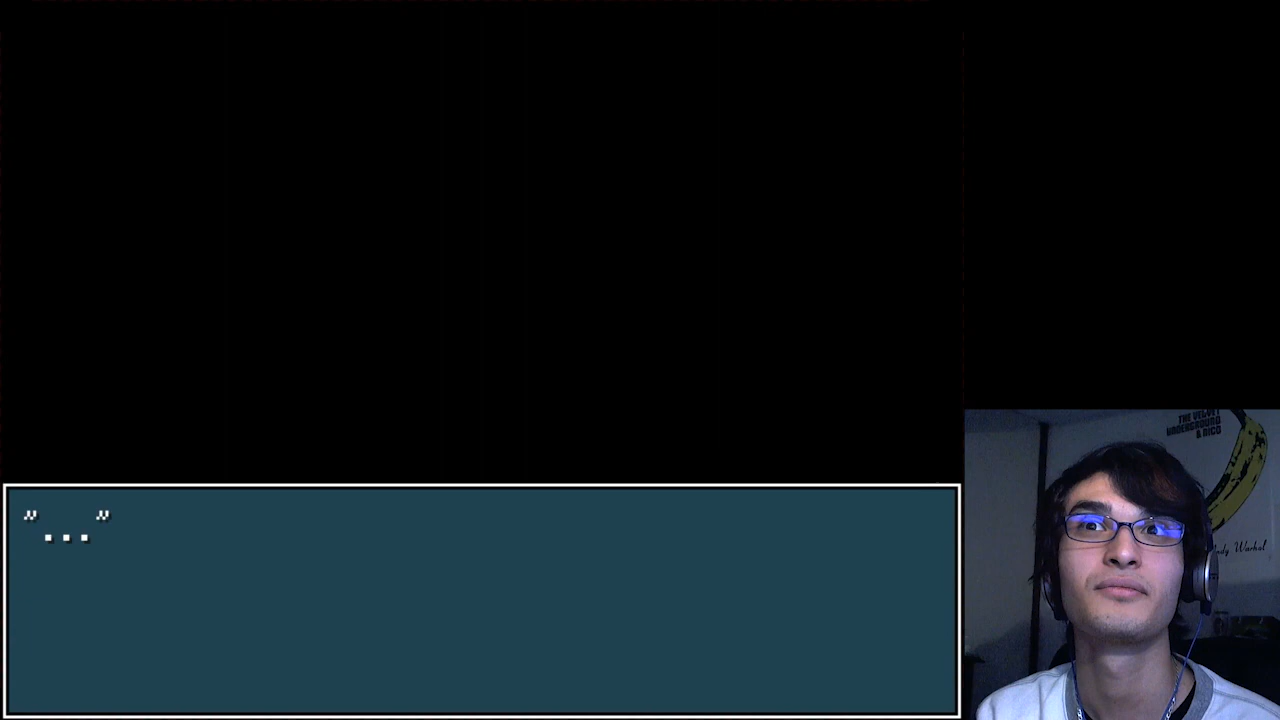 "..."
THE VELVET
UNDERGROUND
& NICO
Andy Warhol